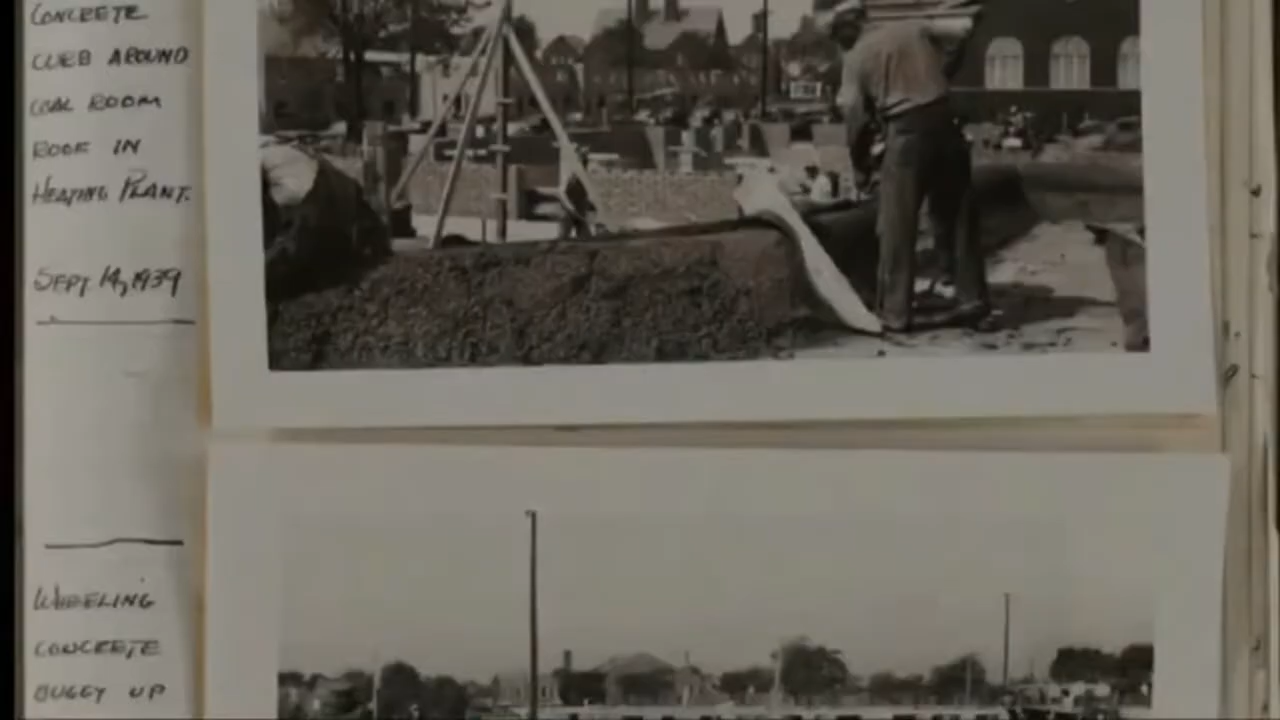 CONCRETE
CURB AROUND
COAL ROOM
ROOF IN
HEATING PLANT.
SEPT. 14, 1939
WHEELING
CONCRETE
BUGGY UP